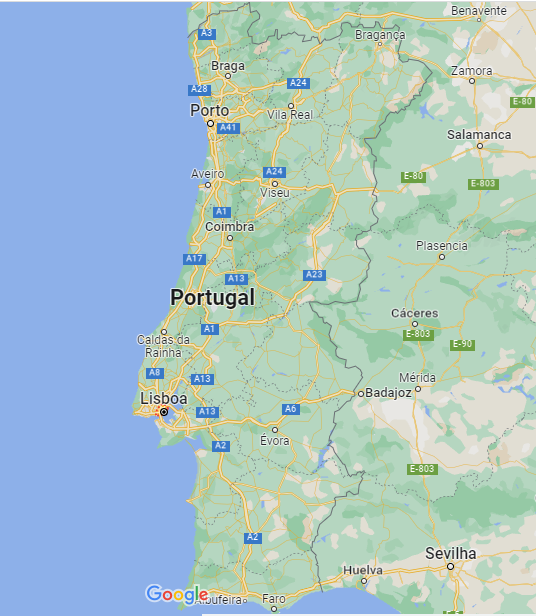 Benavente
A3
Bragança
Braga
Zamora
A24
A28
E-80
Porto
Vila Real
A41
Salamanca
Aveiro
A24
E-80
E-803
Viseu
A1
Coimbra
Plasencia
A17
A13
A23
Portugal
Cáceres
A1
E-803
Caldas da
Rainha
E-90
A8
A13
Mérida
Lisboa
Badajoz
A13
A6
Évora
A2
E-803
A2
Sevilha
Huelva
Google
Albufeira
Faro